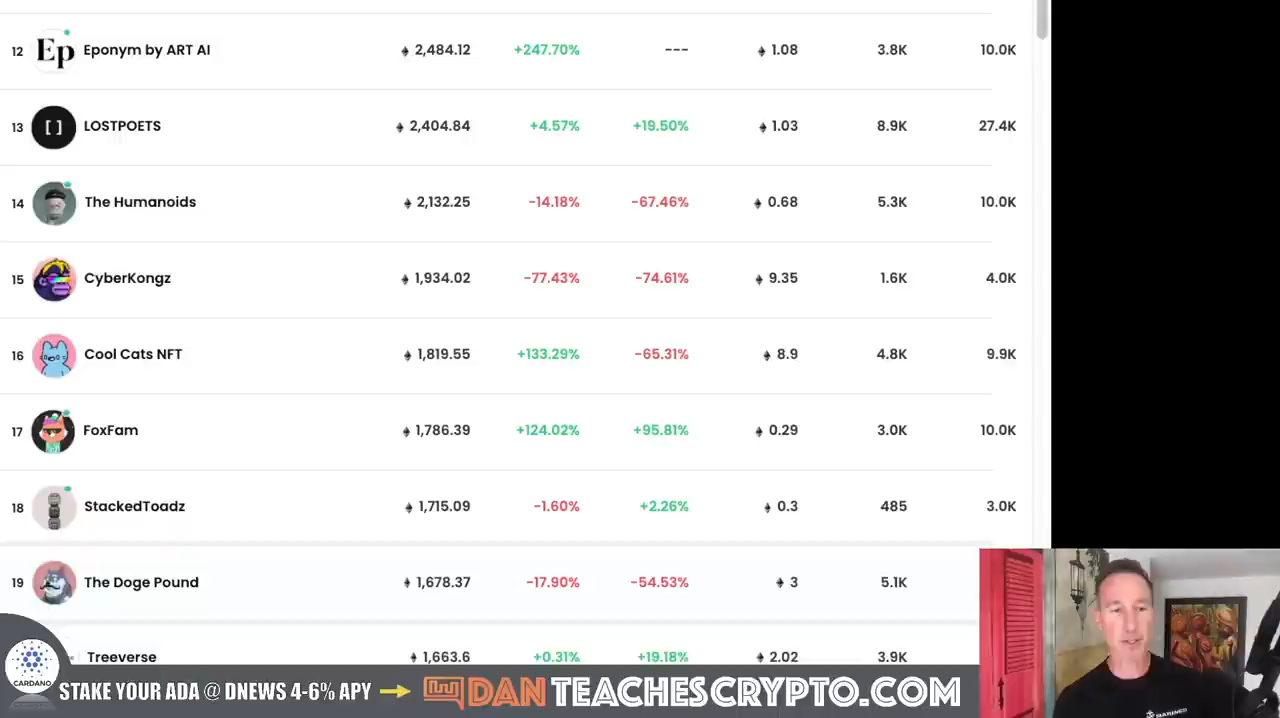 12 Ep Eponym by ART AI 2,484.12 +247.70% --- 1.08 3.8K 10.0K
13 [ ] LOSTPOETS 2,404.84 +4.57% +19.50% 1.03 8.9K 27.4K
14 The Humanoids 2,132.25 -14.18% -67.46% 0.68 5.3K 10.0K
15 CyberKongz 1,934.02 -77.43% -74.61% 9.35 1.6K 4.0K
16 Cool Cats NFT 1,819.55 +133.29% -65.31% 8.9 4.8K 9.9K
17 FoxFam 1,786.39 +124.02% +95.81% 0.29 3.0K 10.0K
18 StackedToadz 1,715.09 -1.60% +2.26% 0.3 485 3.0K
19 The Doge Pound 1,678.37 -17.90% -54.53% 3 5.1K
Treeverse 1,663.6 +0.31% +19.18% 2.02 3.9K
CARDANO
STAKE YOUR ADA @ DNEWS 4-6% APY DANTEACHESCRYPTO.COM